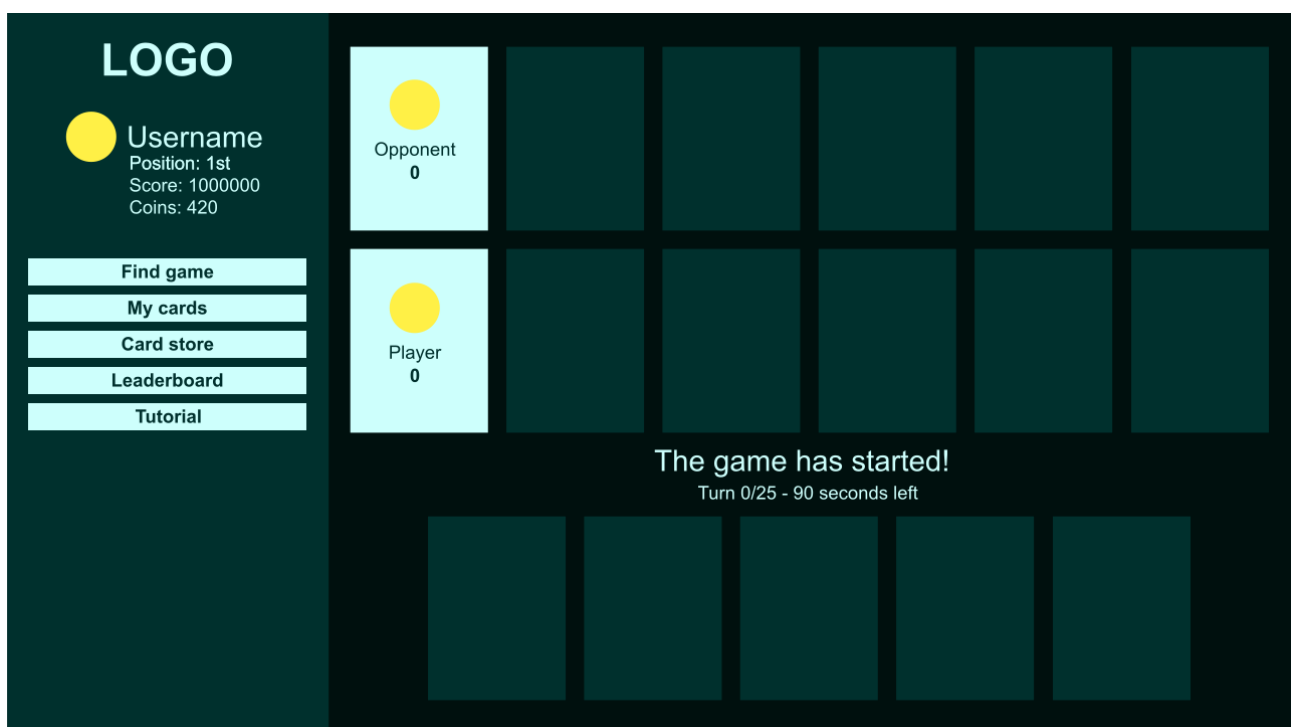 LOGO
Username
Position: 1st
Score: 1000000
Coins: 420
Find game
My cards
Card store
Leaderboard
Tutorial
Opponent
0
Player
0
The game has started!
Turn 0/25 - 90 seconds left